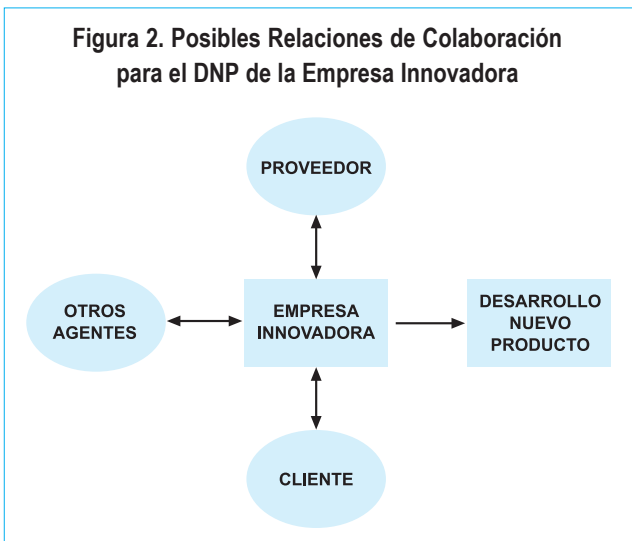 Figura 2. Posibles Relaciones de Colaboración
para el DNP de la Empresa Innovadora
PROVEEDOR
OTROS
AGENTES
EMPRESA
INNOVADORA
DESARROLLO
NUEVO
PRODUCTO
CLIENTE